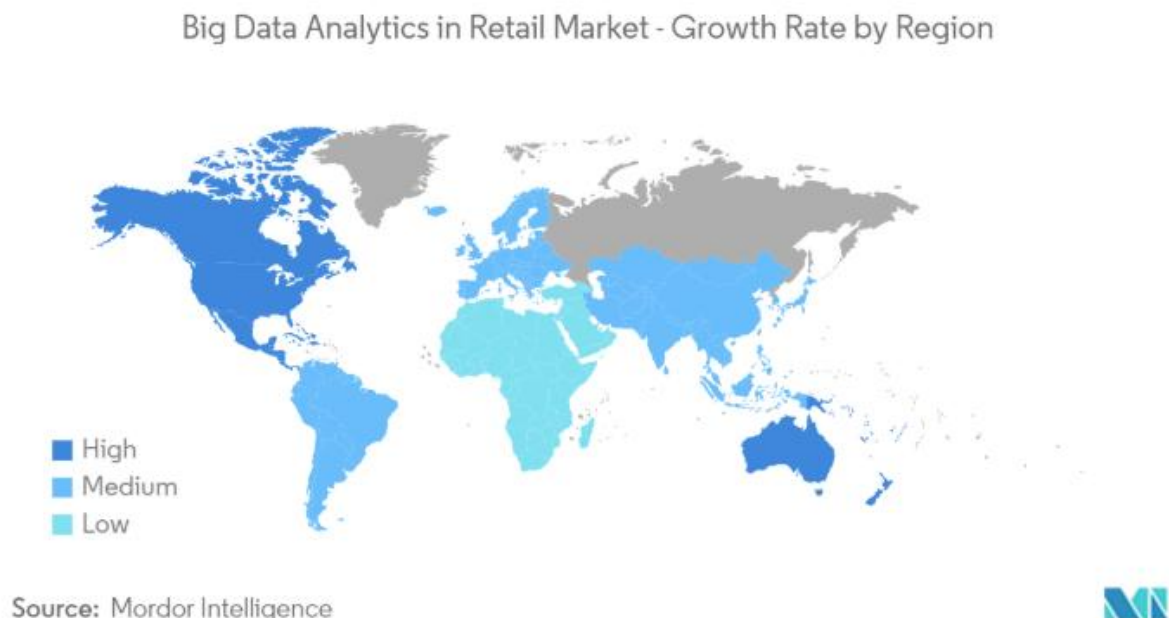 Big Data Analytics in Retail Market - Growth Rate by Region
High
Medium
Low
Source: Mordor Intelligence